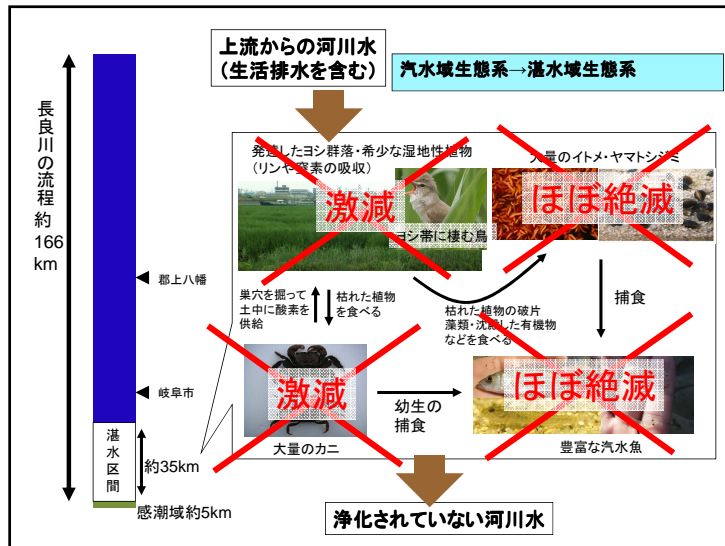 上流からの河川水
(生活排水を含む)
汽水域生態系→湛水域生態系
長良川の流程約166km
郡上八幡
岐阜市
湛水区間
約35km
感潮域約5km
発達したヨシ群落・希少な湿地性植物
(リンや窒素の吸収)
激減
ヨシ帯に棲む鳥
大量のイトメ・ヤマトシジミ
ほぼ絶滅
巣穴を掘って
土中に酸素を
供給
枯れた植物
を食べる
枯れた植物の破片
藻類・沈殿した有機物
などを食べる
捕食
激減
大量のカニ
幼生の
捕食
ほぼ絶滅
豊富な汽水魚
浄化されていない河川水